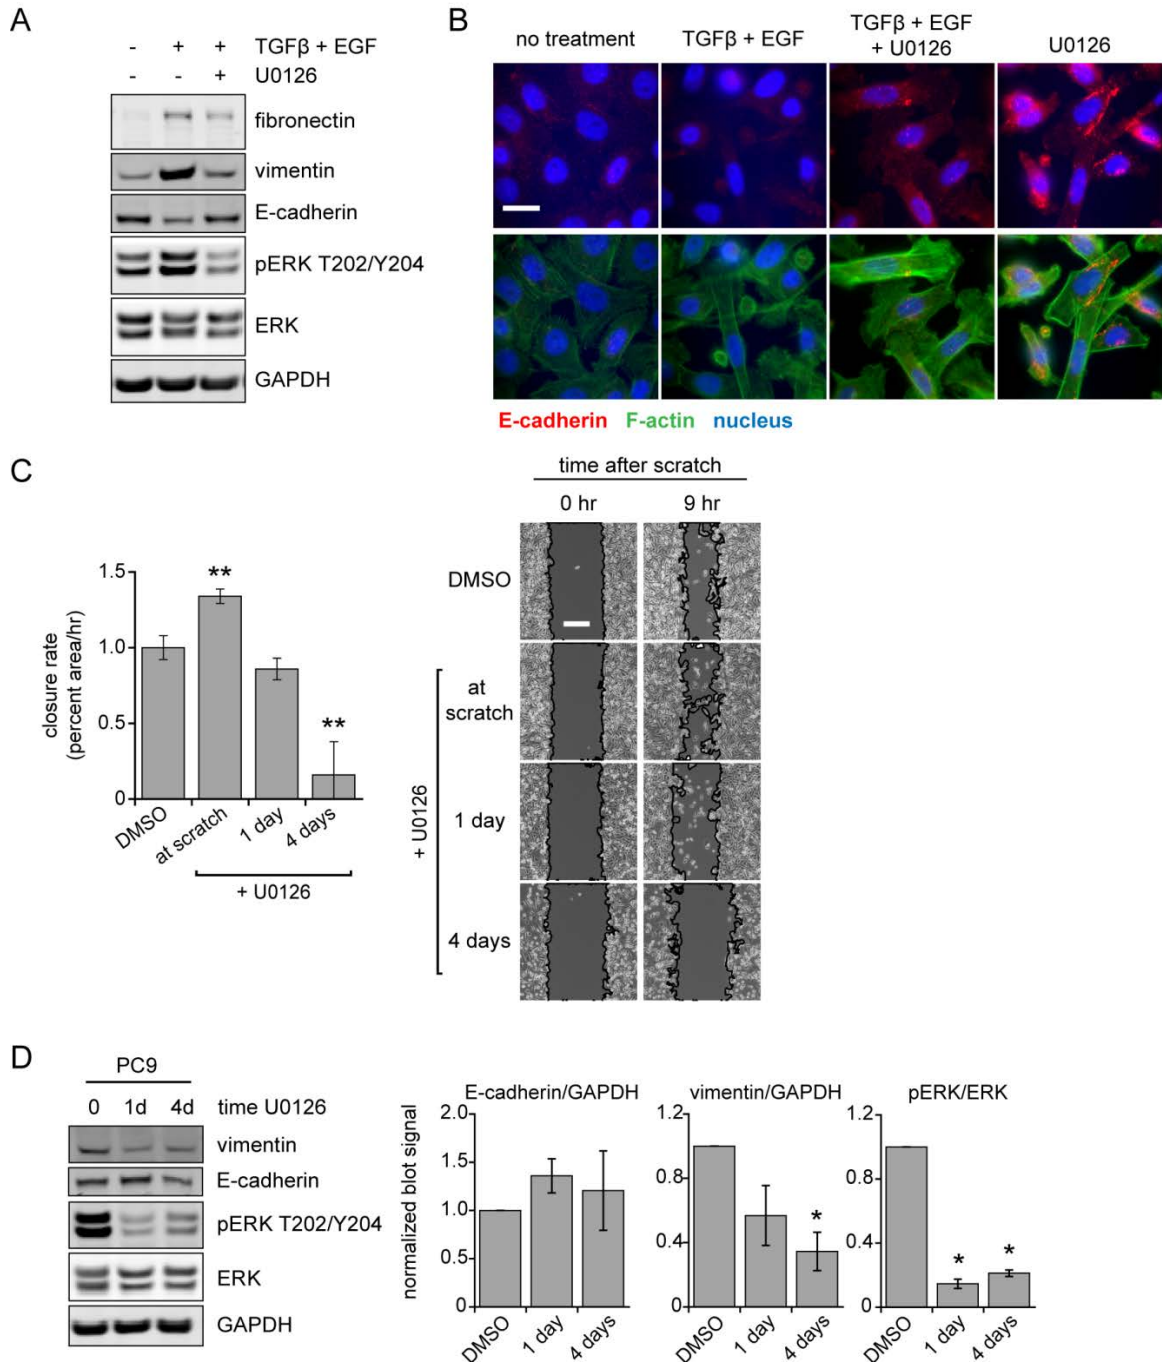 A
- + + TGFβ + EGF
- - + U0126
fibronectin
vimentin
E-cadherin
pERK T202/Y204
ERK
GAPDH
B
no treatment
TGFβ + EGF
TGFβ + EGF
+ U0126
U0126
E-cadherin F-actin nucleus
C
closure rate
(percent area/hr)
1.5
1.0
0.5
0
**
**
DMSO
at scratch
1 day
4 days
+ U0126
time after scratch
0 hr
9 hr
DMSO
at
scratch
1 day
4 days
+ U0126
D
PC9
0 1d 4d time U0126
vimentin
E-cadherin
pERK T202/Y204
ERK
GAPDH
normalized blot signal
E-cadherin/GAPDH
2.0
1.5
1.0
0.5
0
DMSO
1 day
4 days
vimentin/GAPDH
1.2
0.8
0.4
0
*
DMSO
1 day
4 days
pERK/ERK
1.2
0.8
0.4
0
*
*
DMSO
1 day
4 days